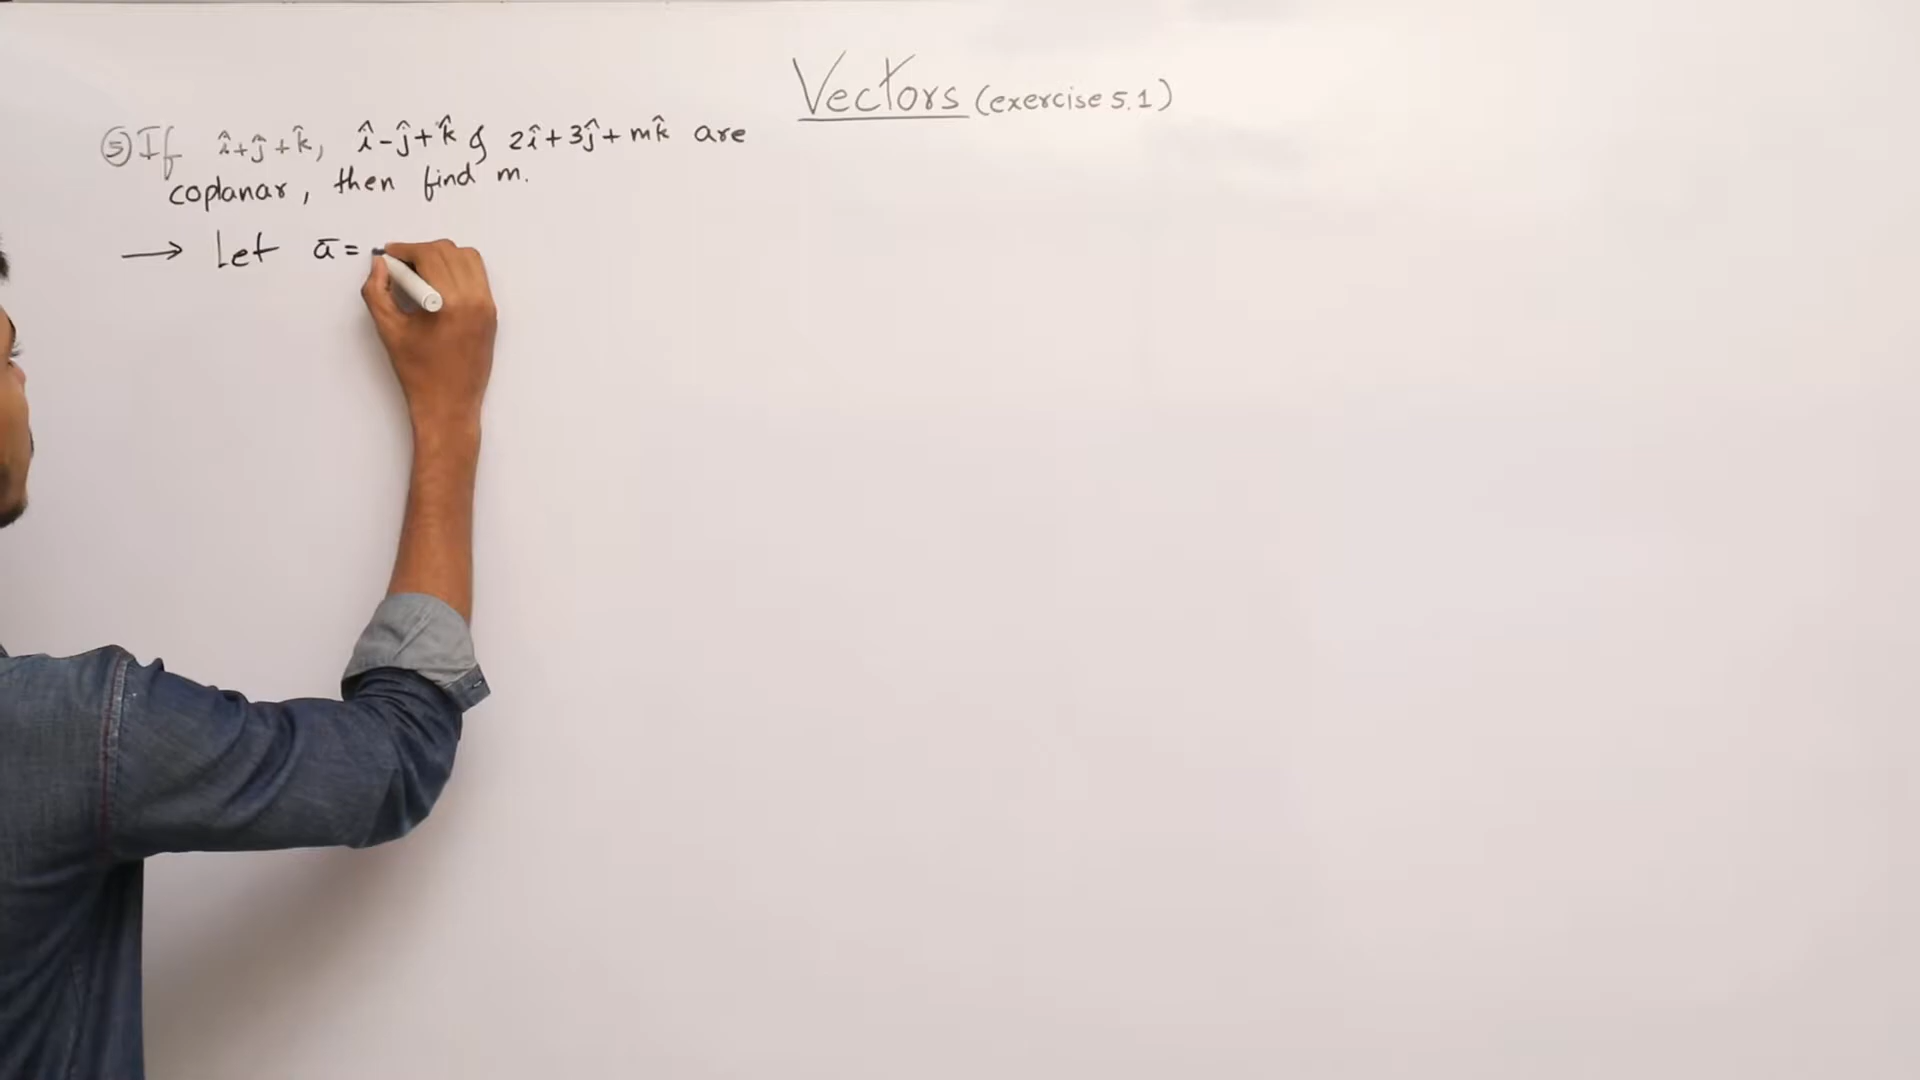 Vectors (exercise 5.1)
⑤ If î+ĵ+k̂, î-ĵ+k̂ & 2î+3ĵ+mk̂ are
coplanar, then find m.
→ Let ā=